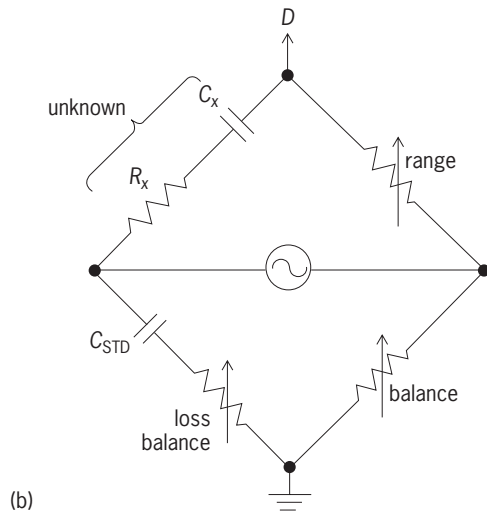 D
unknown
Cx
Rx
range
CSTD
loss
balance
balance
(b)